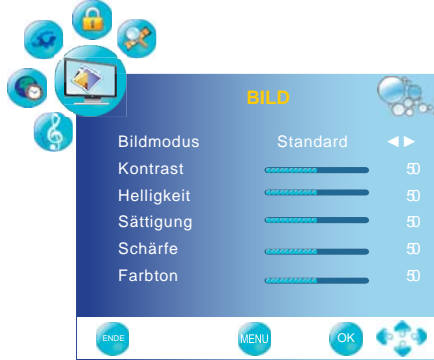 BILD
Bildmodus Standard
Kontrast 50
Helligkeit 50
Sättigung 50
Schärfe 50
Farbton 50
ENDE MENU OK